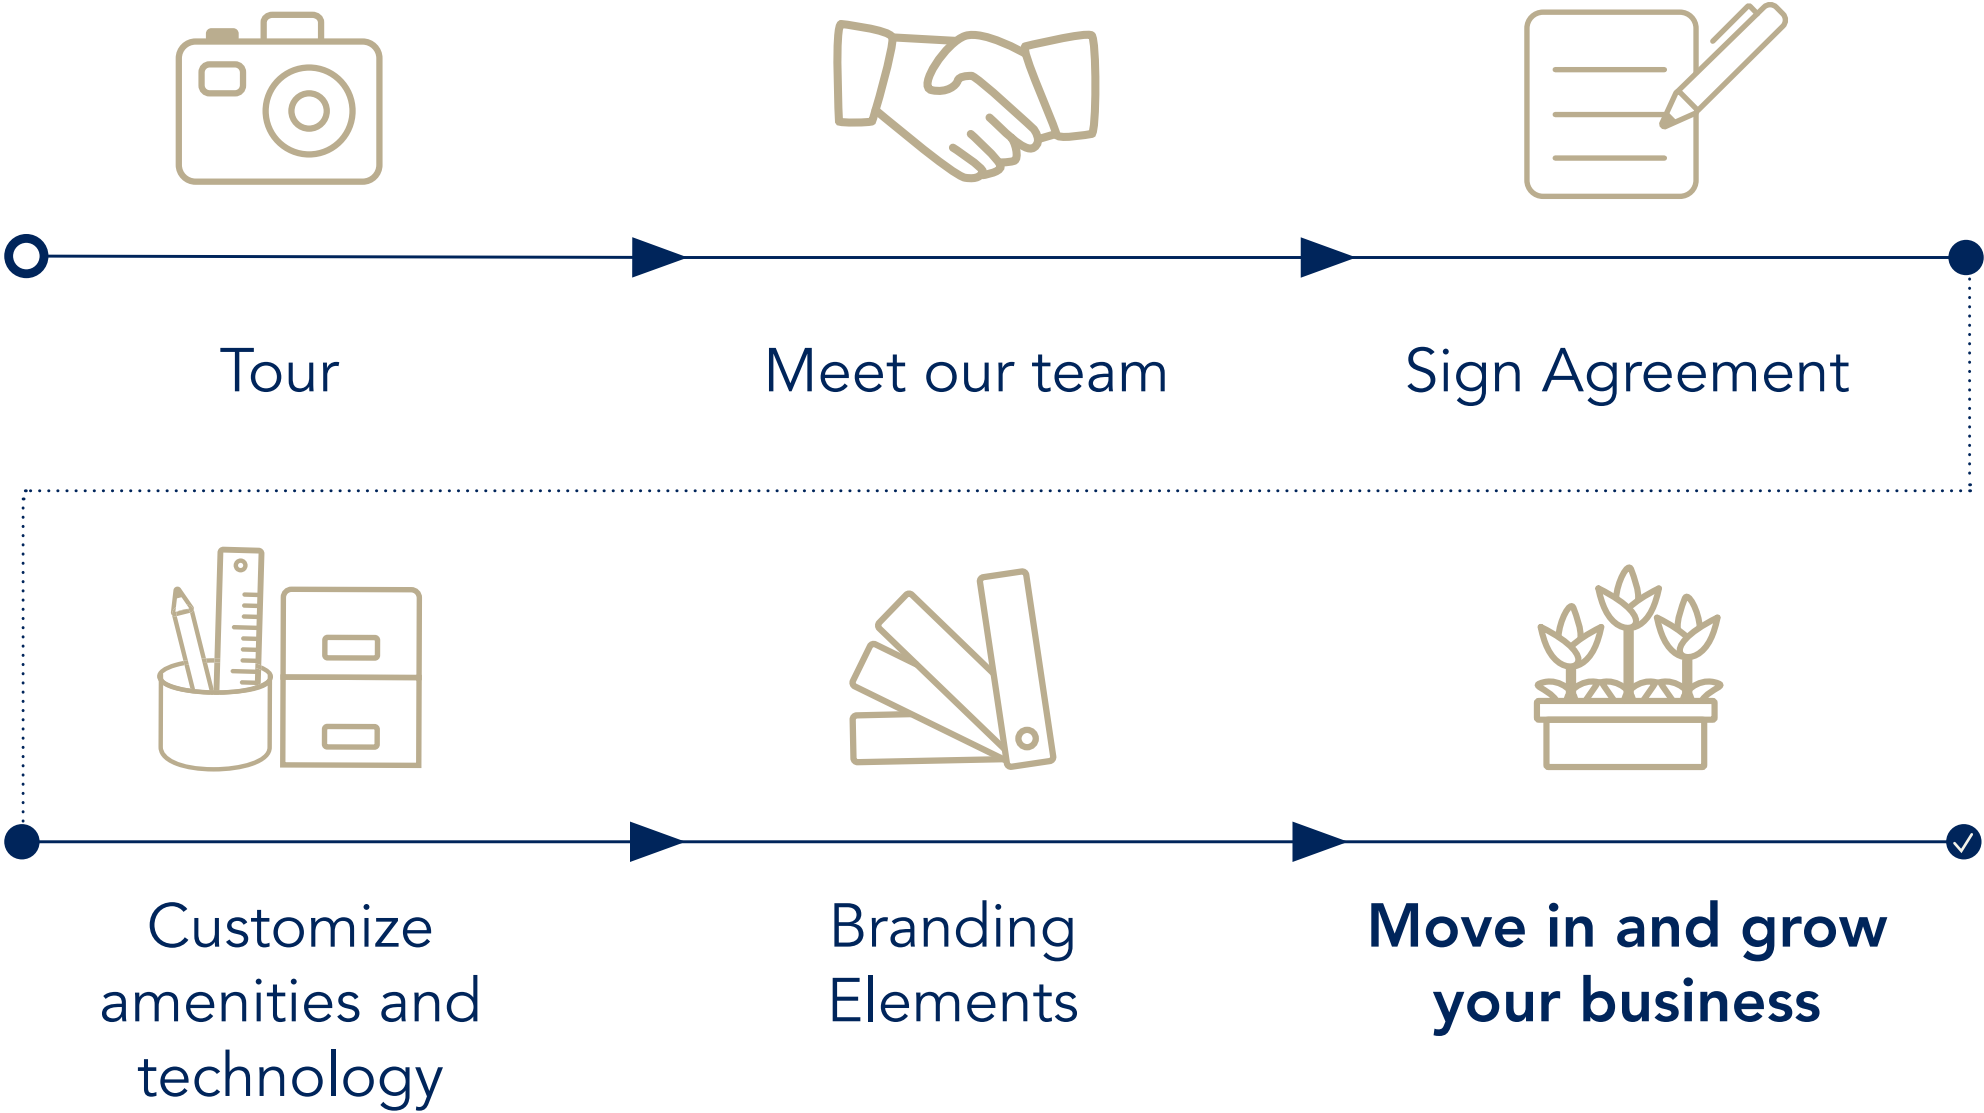 Tour
Meet our team
Sign Agreement
Customize
amenities and
technology
Branding
Elements
Move in and grow
your business